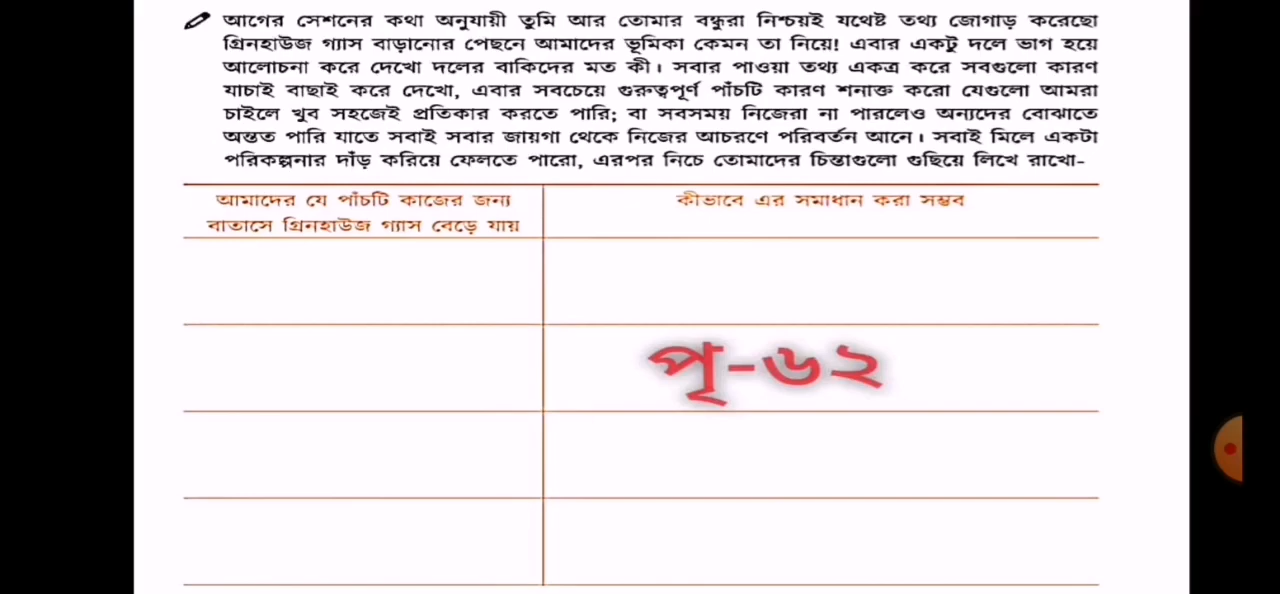 আগের সেশনের কথা অনুযায়ী তুমি আর তোমার বন্ধুরা নিশ্চয়ই যথেষ্ট তথ্য জোগাড় করেছো
গ্রিনহাউজ গ্যাস বাড়ানোর পেছনে আমাদের ভূমিকা কেমন তা নিয়ে! এবার একটু দলে ভাগ হয়ে
আলোচনা করে দেখো দলের বাকিদের মত কী। সবার পাওয়া তথ্য একত্র করে সবগুলো কারণ
যাচাই বাছাই করে দেখো, এবার সবচেয়ে গুরুত্বপূর্ণ পাঁচটি কারণ শনাক্ত করো যেগুলো আমরা
চাইলে খুব সহজেই প্রতিকার করতে পারি; বা সবসময় নিজেরা না পারলেও অন্যদের বোঝাতে
অন্তত পারি যাতে সবাই সবার জায়গা থেকে নিজের আচরণে পরিবর্তন আনে। সবাই মিলে একটা
পরিকল্পনার দাঁড় করিয়ে ফেলতে পারো, এরপর নিচে তোমাদের চিন্তাগুলো গুছিয়ে লিখে রাখো-
আমাদের যে পাঁচটি কাজের জন্য
বাতাসে গ্রিনহাউজ গ্যাস বেড়ে যায়
কীভাবে এর সমাধান করা সম্ভব
পৃ-৬২